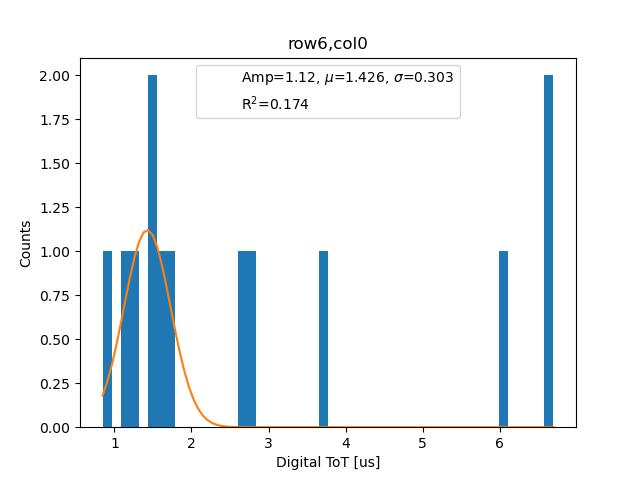 row6,col0
Amp=1.12, μ=1.426, σ=0.303
R²=0.174
2.00
1.75
1.50
1.25
1.00
0.75
0.50
0.25
0.00
Counts
1 2 3 4 5 6
Digital ToT [us]